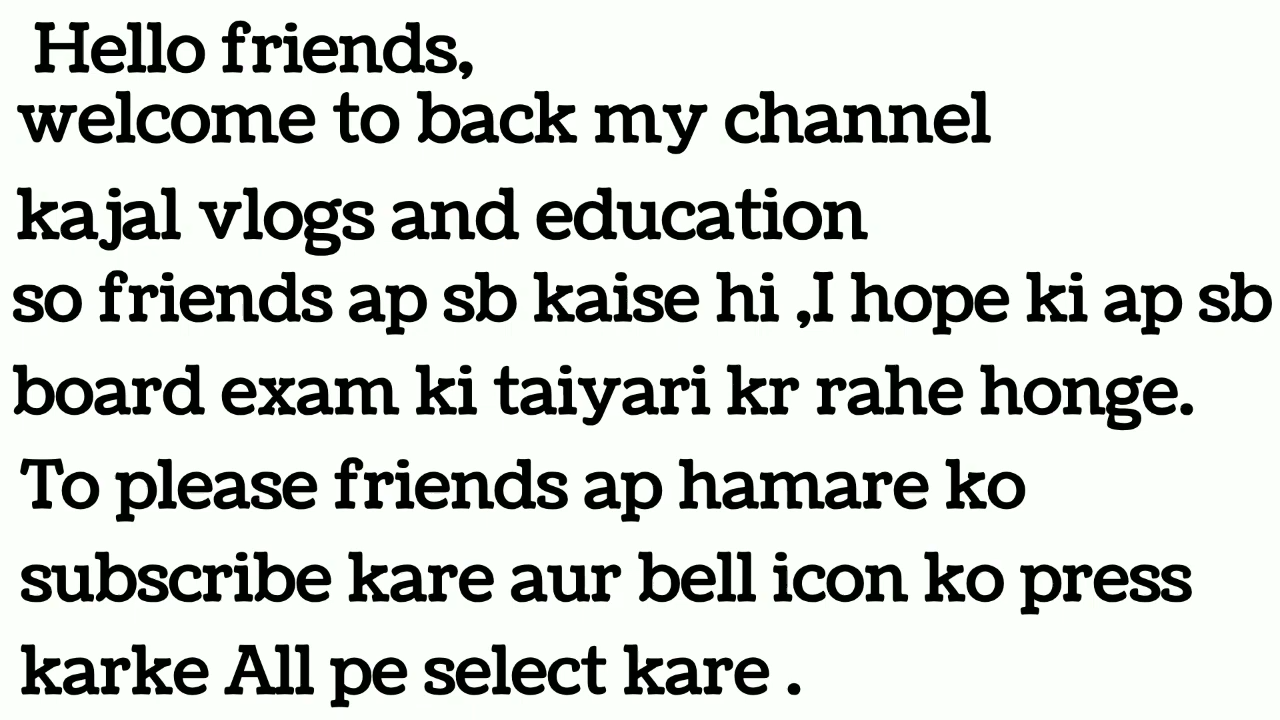 Hello friends,
welcome to back my channel
kajal vlogs and education
so friends ap sb kaise hi ,I hope ki ap sb
board exam ki taiyari kr rahe honge.
To please friends ap hamare ko
subscribe kare aur bell icon ko press
karke All pe select kare .